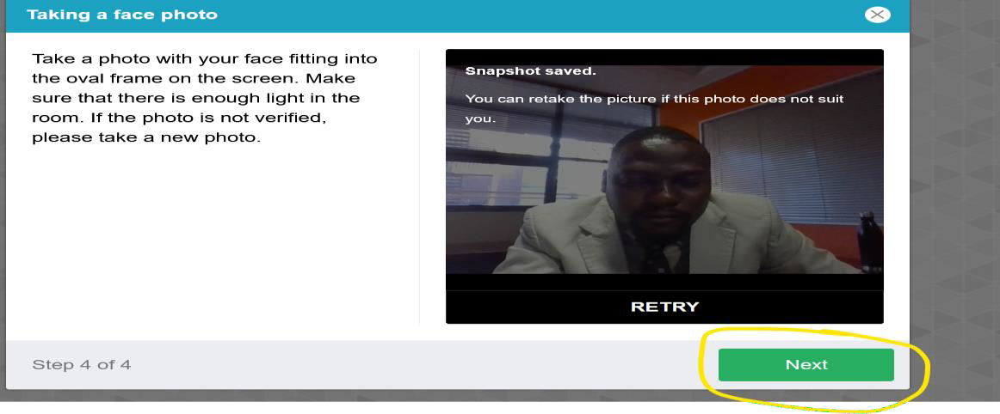 Taking a face photo
Take a photo with your face fitting into
the oval frame on the screen. Make
sure that there is enough light in the
room. If the photo is not verified,
please take a new photo.
Snapshot saved.
You can retake the picture if this photo does not suit
you.
RETRY
Step 4 of 4
Next